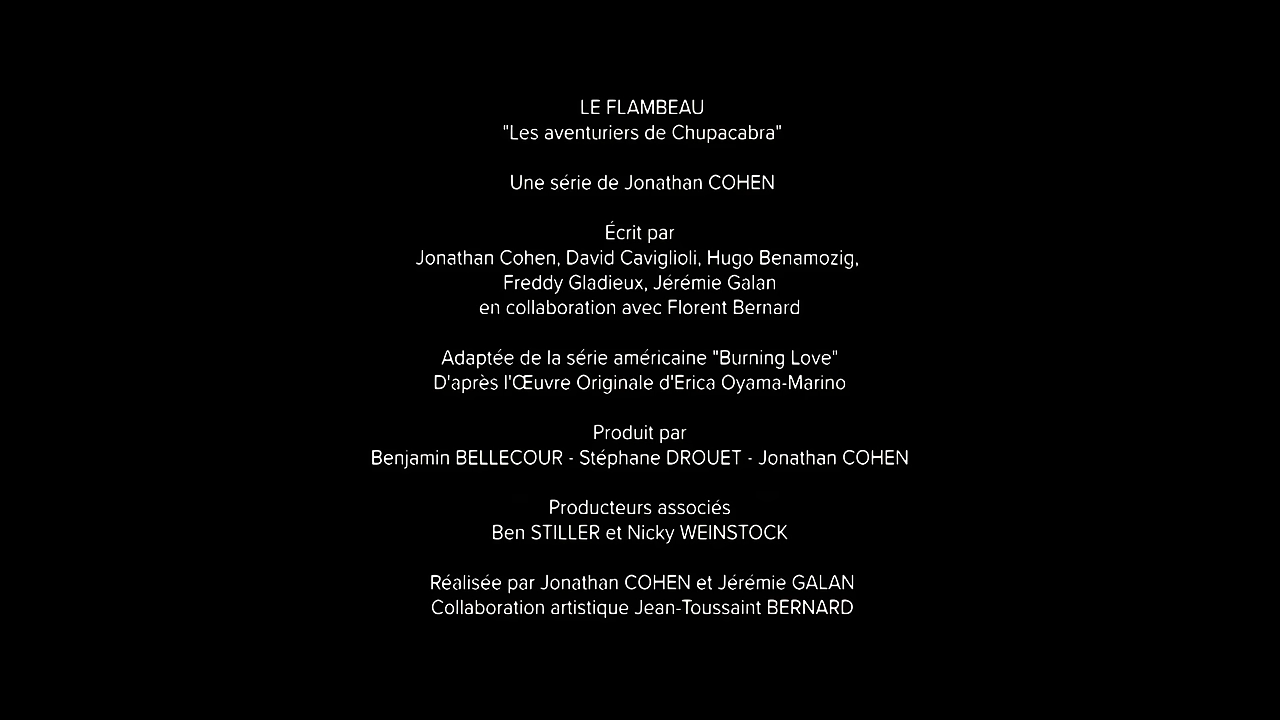 LE FLAMBEAU
"Les aventuriers de Chupacabra"
Une série de Jonathan COHEN
Écrit par
Jonathan Cohen, David Caviglioli, Hugo Benamozig,
Freddy Gladieux, Jérémie Galan
en collaboration avec Florent Bernard
Adaptée de la série américaine "Burning Love"
D'après l'Œuvre Originale d'Erica Oyama-Marino
Produit par
Benjamin BELLECOUR - Stéphane DROUET - Jonathan COHEN
Producteurs associés
Ben STILLER et Nicky WEINSTOCK
Réalisée par Jonathan COHEN et Jérémie GALAN
Collaboration artistique Jean-Toussaint BERNARD